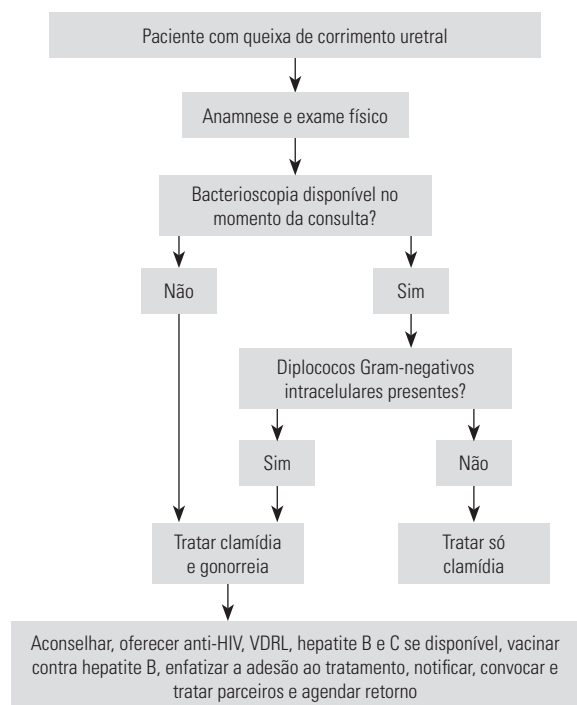 Paciente com queixa de corrimento uretral
Anamnese e exame físico
Bacterioscopia disponível no
momento da consulta?
Não
Sim
Diplococos Gram-negativos
intracelulares presentes?
Sim
Não
Tratar clamídia
e gonorreia
Tratar só
clamídia
Aconselhar, oferecer anti-HIV, VDRL, hepatite B e C se disponível, vacinar
contra hepatite B, enfatizar a adesão ao tratamento, notificar, convocar e
tratar parceiros e agendar retorno